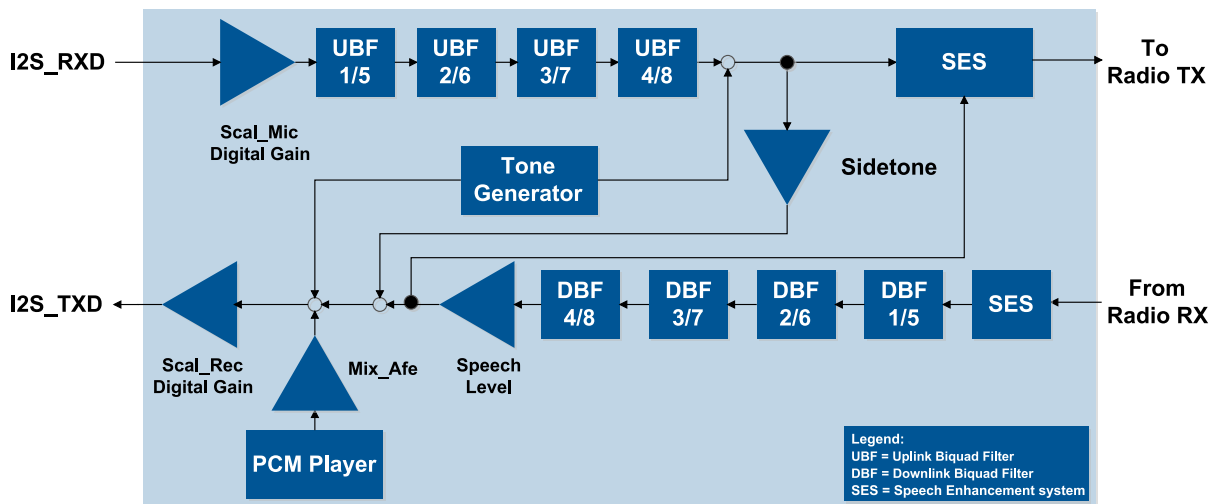 I2S_RXD
UBF
1/5
UBF
2/6
UBF
3/7
UBF
4/8
SES
To
Radio TX
Scal_Mic
Digital Gain
Tone
Generator
Sidetone
I2S_TXD
DBF
4/8
DBF
3/7
DBF
2/6
DBF
1/5
SES
From
Radio RX
Scal_Rec
Digital Gain
Mix_Afe
Speech
Level
PCM Player
Legend:
UBF = Uplink Biquad Filter
DBF = Downlink Biquad Filter
SES = Speech Enhancement system